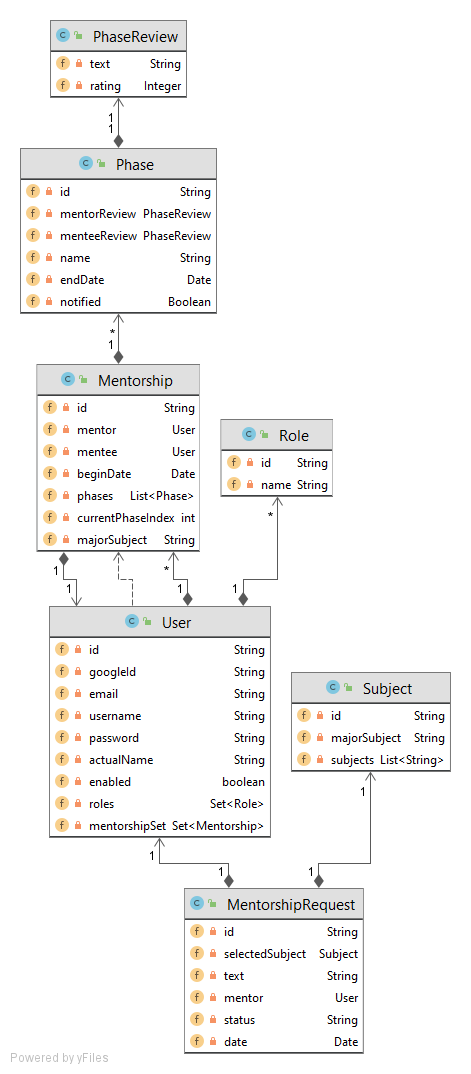 PhaseReview
text String
rating Integer
1
1
Phase
id String
mentorReview PhaseReview
menteeReview PhaseReview
name String
endDate Date
notified Boolean
*
1
Mentorship
id String
mentor User
mentee User
beginDate Date
phases List<Phase>
currentPhaseIndex int
majorSubject String
Role
id String
name String
*
1
1
*
1
1
User
id String
googleId String
email String
username String
password String
actualName String
enabled boolean
roles Set<Role>
mentorshipSet Set<Mentorship>
Subject
id String
majorSubject String
subjects List<String>
1
1
1
1
MentorshipRequest
id String
selectedSubject Subject
text String
mentor User
status String
date Date
Powered by yFiles